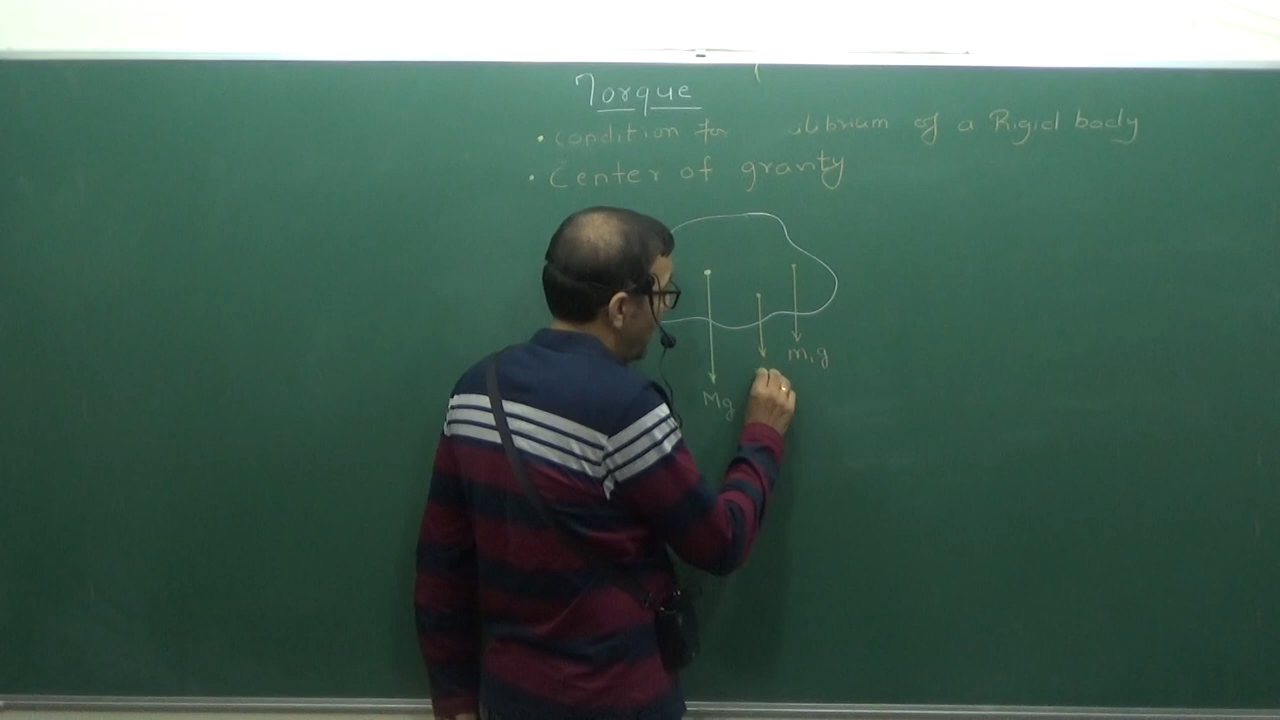 Torque
• condition for ulibrium of a Rigid body
• Center of gravity
m₁g
Mg